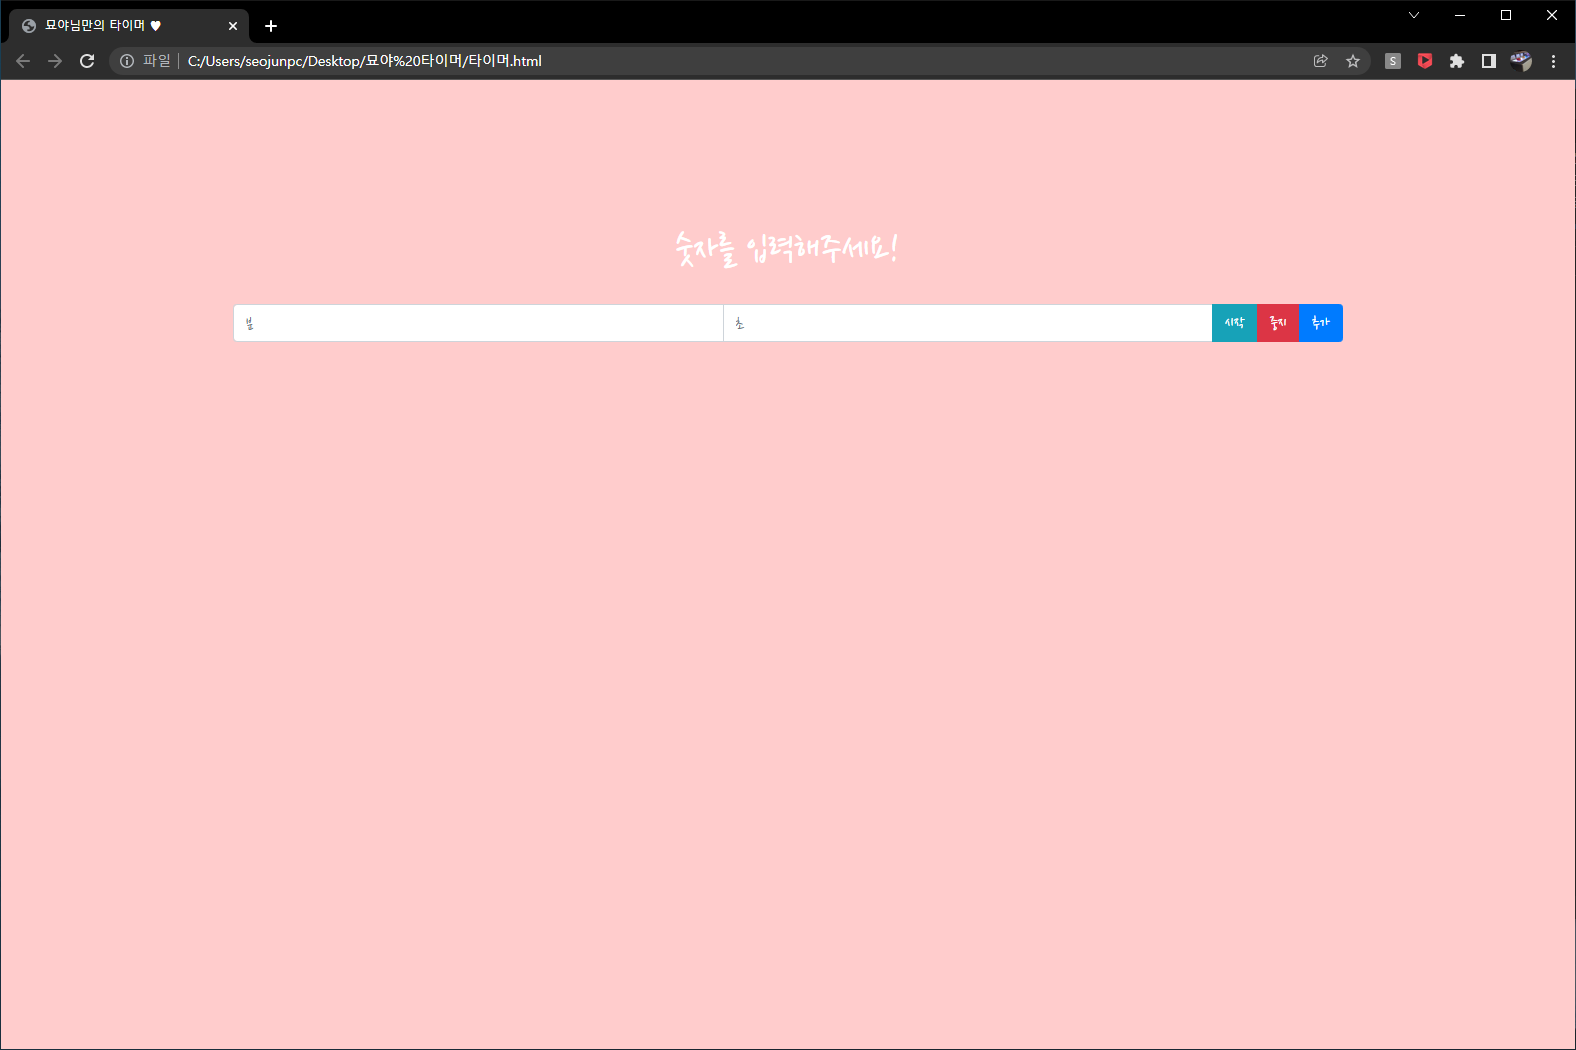 묘야님만의 타이머 ♥
파일 | C:/Users/seojunpc/Desktop/묘야%20타이머/타이머.html
S
숫자를 입력해주세요!
분 초 시작 중지 추가